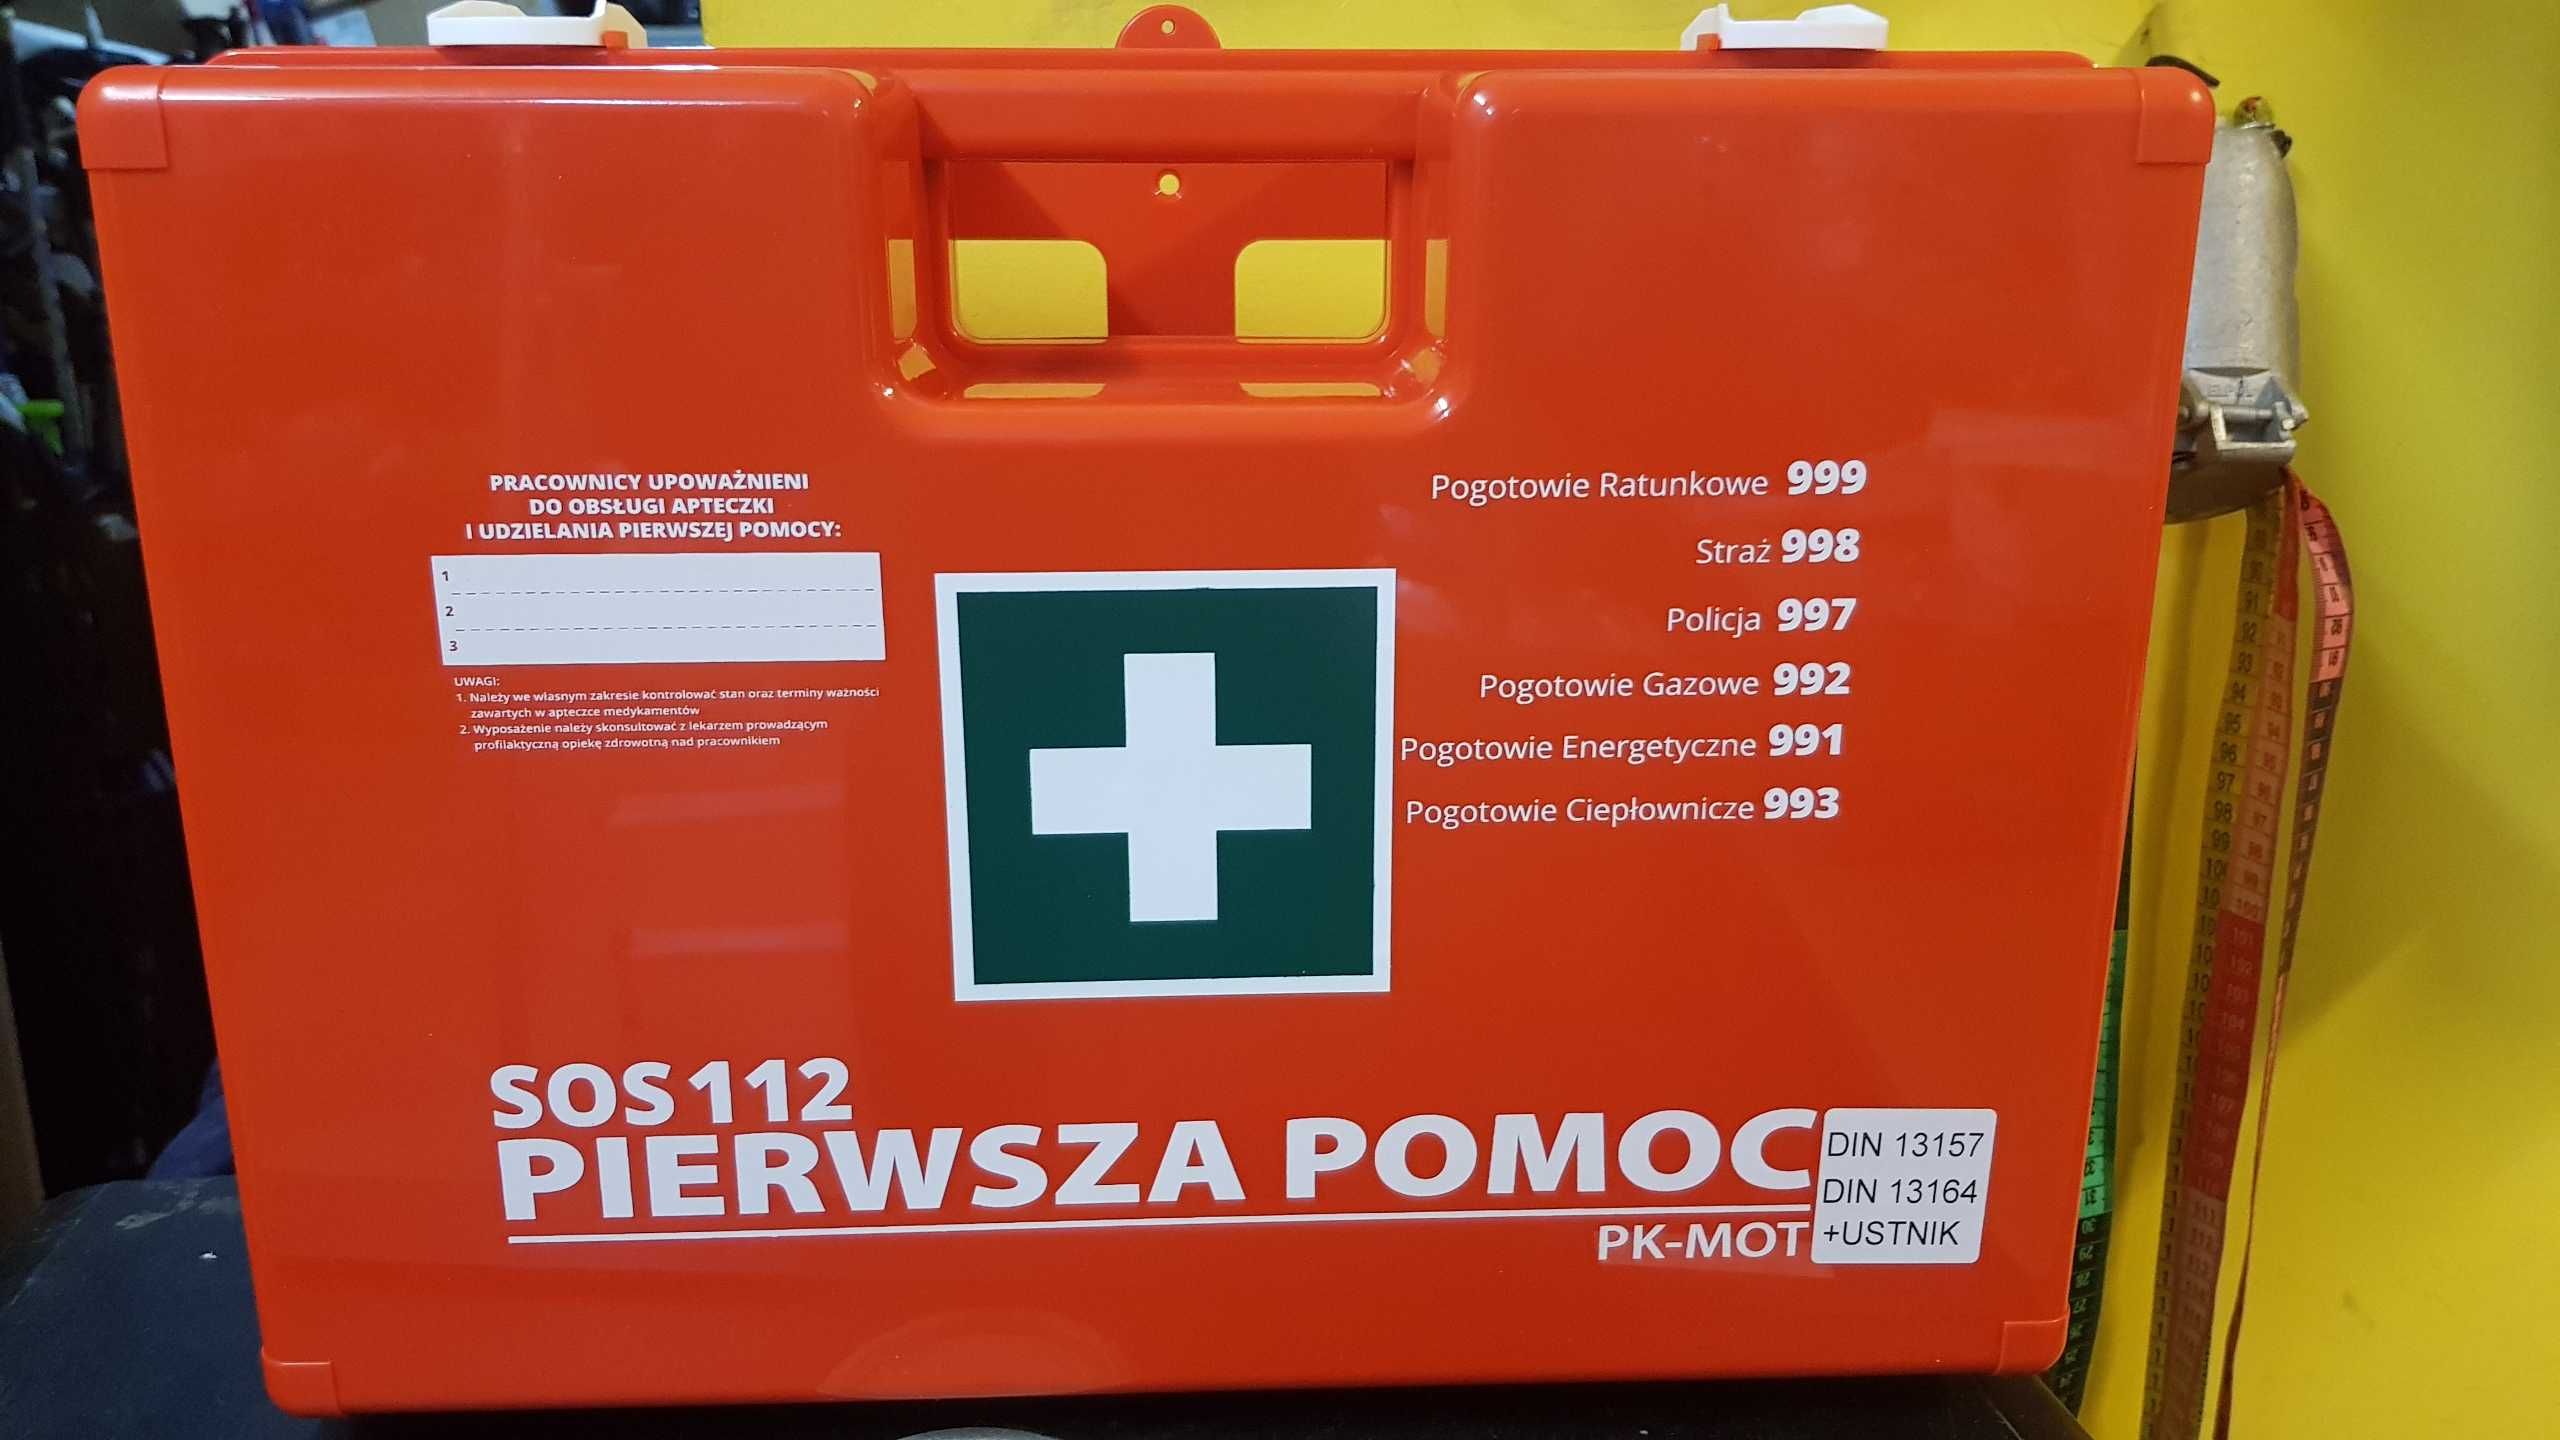 PRACOWNICY UPOWAŻNIENI
DO OBSŁUGI APTECZKI
I UDZIELANIA PIERWSZEJ POMOCY:
1
2
3
UWAGI:
1. Należy we własnym zakresie kontrolować stan oraz terminy ważności
zawartych w apteczce medykamentów
2. Wyposażenie należy skonsultować z lekarzem prowadzącym
profilaktyczną opiekę zdrowotną nad pracownikiem
Pogotowie Ratunkowe 999
Straż 998
Policja 997
Pogotowie Gazowe 992
Pogotowie Energetyczne 991
Pogotowie Ciepłownicze 993
SOS 112
PIERWSZA POMOC
PK-MOT
DIN 13157
DIN 13164
+USTNIK